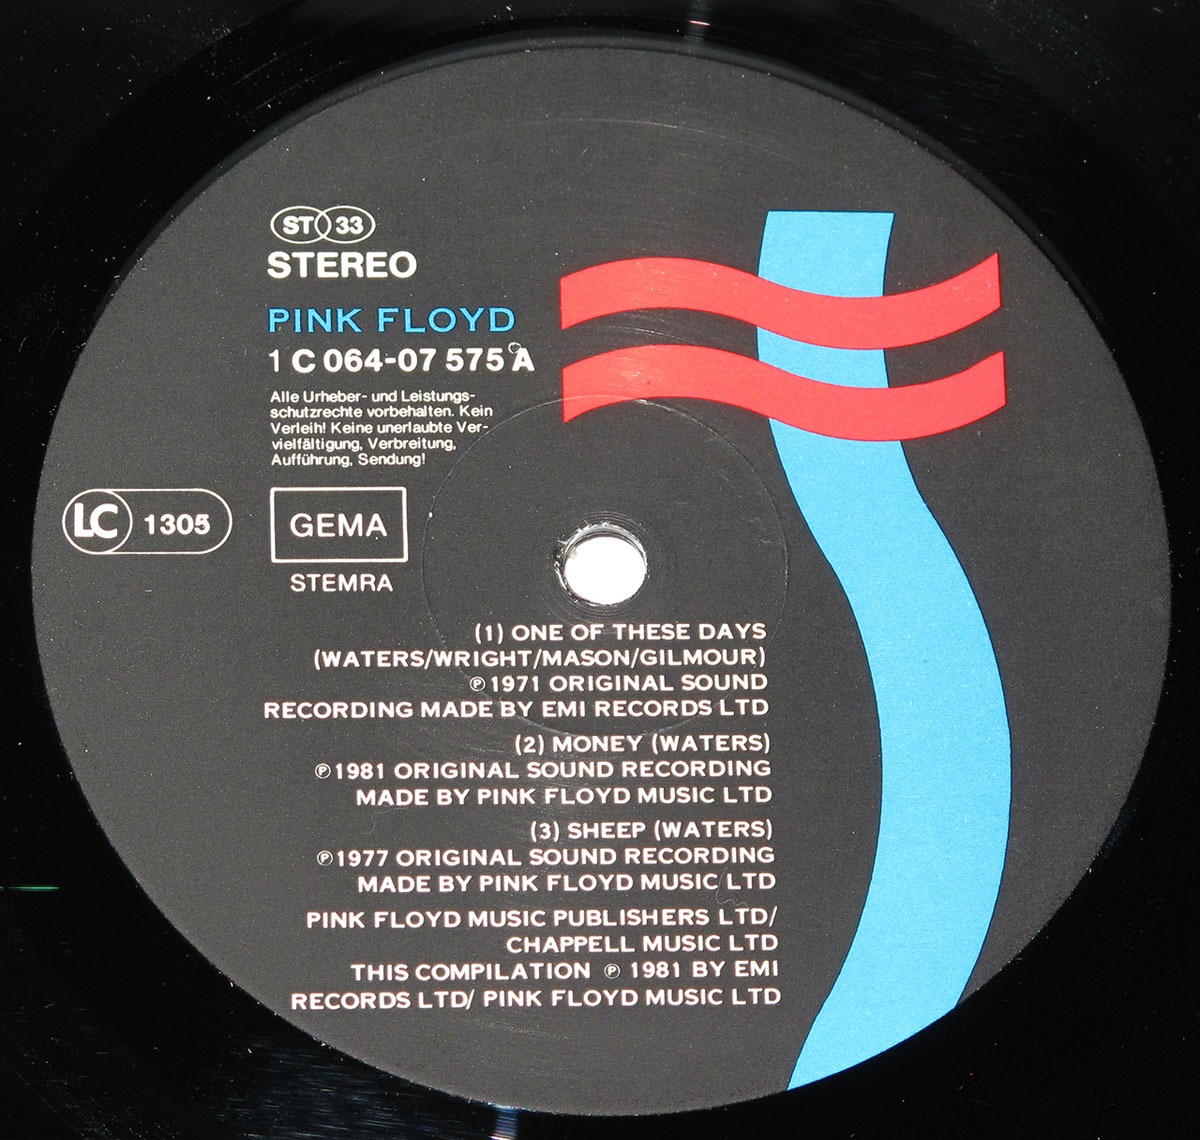 ST 33
STEREO
PINK FLOYD
1 C 064-07 575 A
Alle Urheber- und Leistungs-
schutzrechte vorbehalten. Kein
Verleih! Keine unerlaubte Ver-
vielfältigung, Verbreitung,
Aufführung, Sendung!
LC 1305
GEMA
STEMRA
(1) ONE OF THESE DAYS
(WATERS/WRIGHT/MASON/GILMOUR)
℗ 1971 ORIGINAL SOUND
RECORDING MADE BY EMI RECORDS LTD
(2) MONEY (WATERS)
℗ 1981 ORIGINAL SOUND RECORDING
MADE BY PINK FLOYD MUSIC LTD
(3) SHEEP (WATERS)
℗ 1977 ORIGINAL SOUND RECORDING
MADE BY PINK FLOYD MUSIC LTD
PINK FLOYD MUSIC PUBLISHERS LTD/
CHAPPELL MUSIC LTD
THIS COMPILATION ℗ 1981 BY EMI
RECORDS LTD/ PINK FLOYD MUSIC LTD